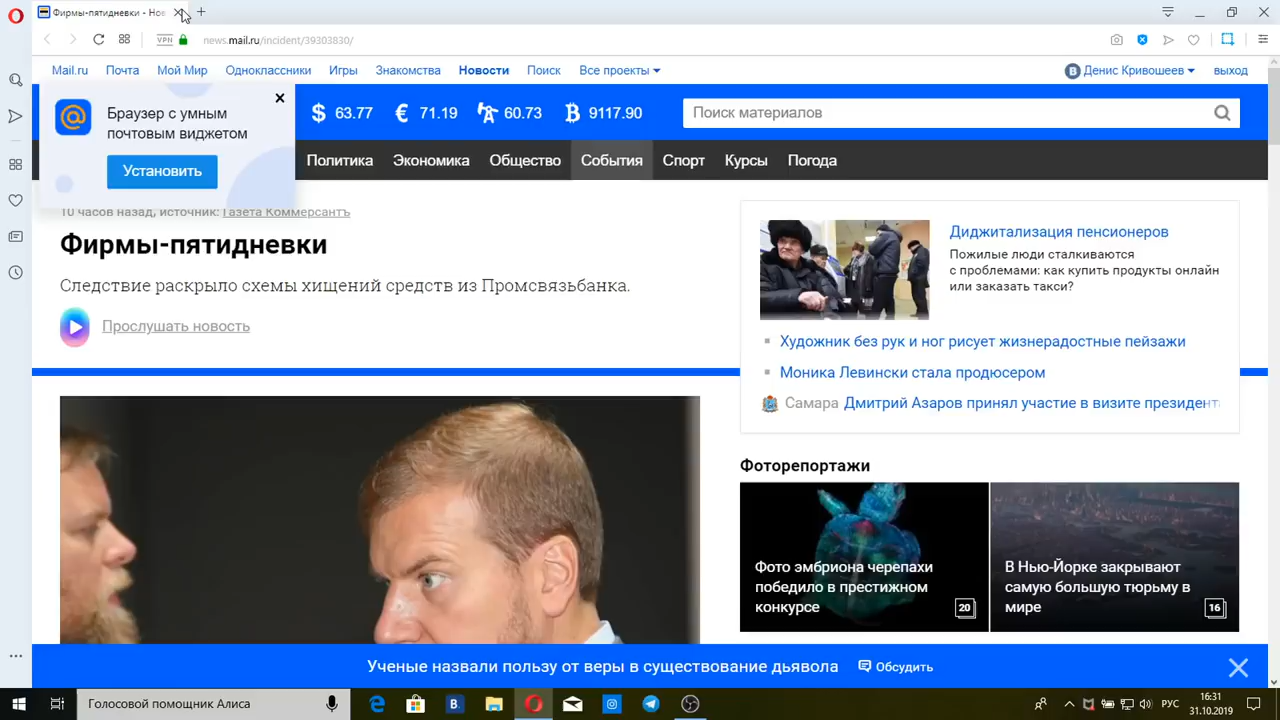 Фирмы-пятидневки - Нов
VPN
news.mail.ru/incident/39303830/
Mail.ru Почта Мой Мир Одноклассники Игры Знакомства Новости Поиск Все проекты
Денис Кривошеев выход
Браузер с умным
почтовым виджетом
Установить
$ 63.77 € 71.19 60.73 9117.90
Поиск материалов
Политика Экономика Общество События Спорт Курсы Погода
10 часов назад, источник: Газета Коммерсантъ
Фирмы-пятидневки
Следствие раскрыло схемы хищений средств из Промсвязьбанка.
Прослушать новость
Диджитализация пенсионеров
Пожилые люди сталкиваются
с проблемами: как купить продукты онлайн
или заказать такси?
Художник без рук и ног рисует жизнерадостные пейзажи
Моника Левински стала продюсером
Самара Дмитрий Азаров принял участие в визите президент
Фоторепортажи
Фото эмбриона черепахи
победило в престижном
конкурсе
20
В Нью-Йорке закрывают
самую большую тюрьму в
мире
16
Ученые назвали пользу от веры в существование дьявола Обсудить
Голосовой помощник Алиса
РУС
16:31
31.10.2019